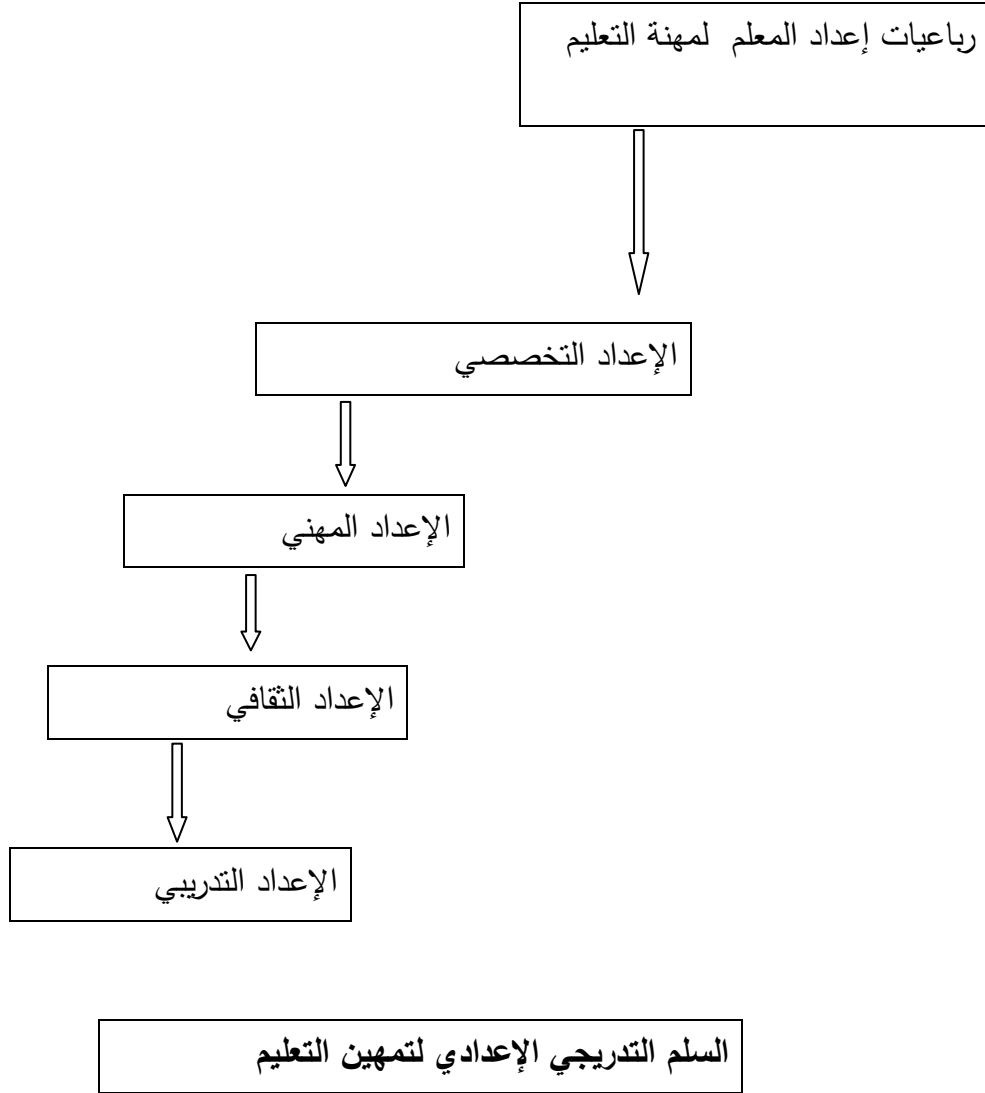 رباعيات إعداد المعلم لمهنة التعليم
الإعداد التخصصي
الإعداد المهني
الإعداد الثقافي
الإعداد التدريبي
السلم التدريجي الإعدادي لتمهين التعليم